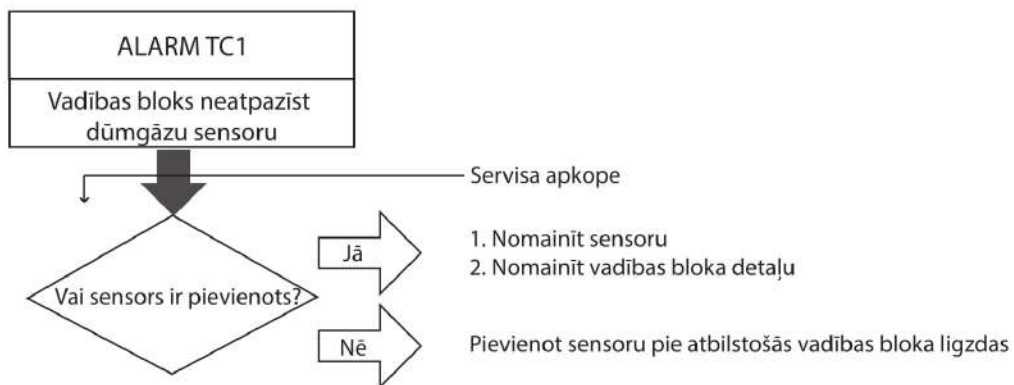 ALARM TC1
Vadības bloks neatpazīst
dūmgāzu sensoru
Servisa apkope
Vai sensors ir pievienots?
Jā
1. Nomainīt sensoru
2. Nomainīt vadības bloka detaļu
Nē
Pievienot sensoru pie atbilstošās vadības bloka ligzdas